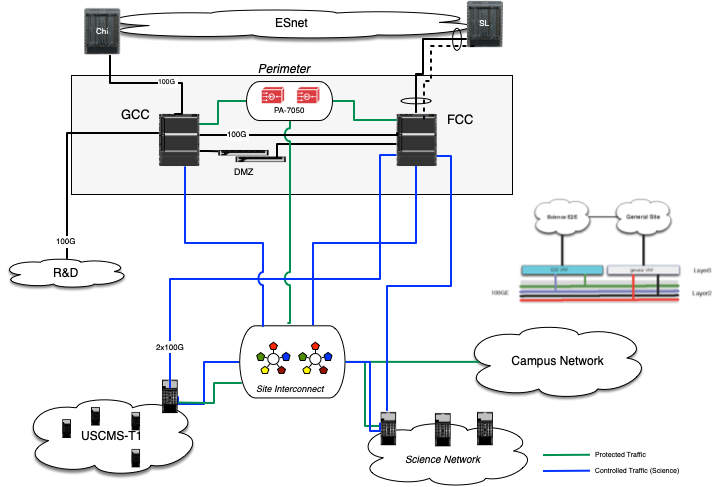 Chi
ESnet
SL
Perimeter
100G
GCC
PA-7050
FCC
100G
DMZ
Science E2E
General Site
100G
R&D
Layer3
100GE
Layer2
2x100G
Site Interconnect
Campus Network
USCMS-T1
Science Network
Protected Traffic
Controlled Traffic (Science)